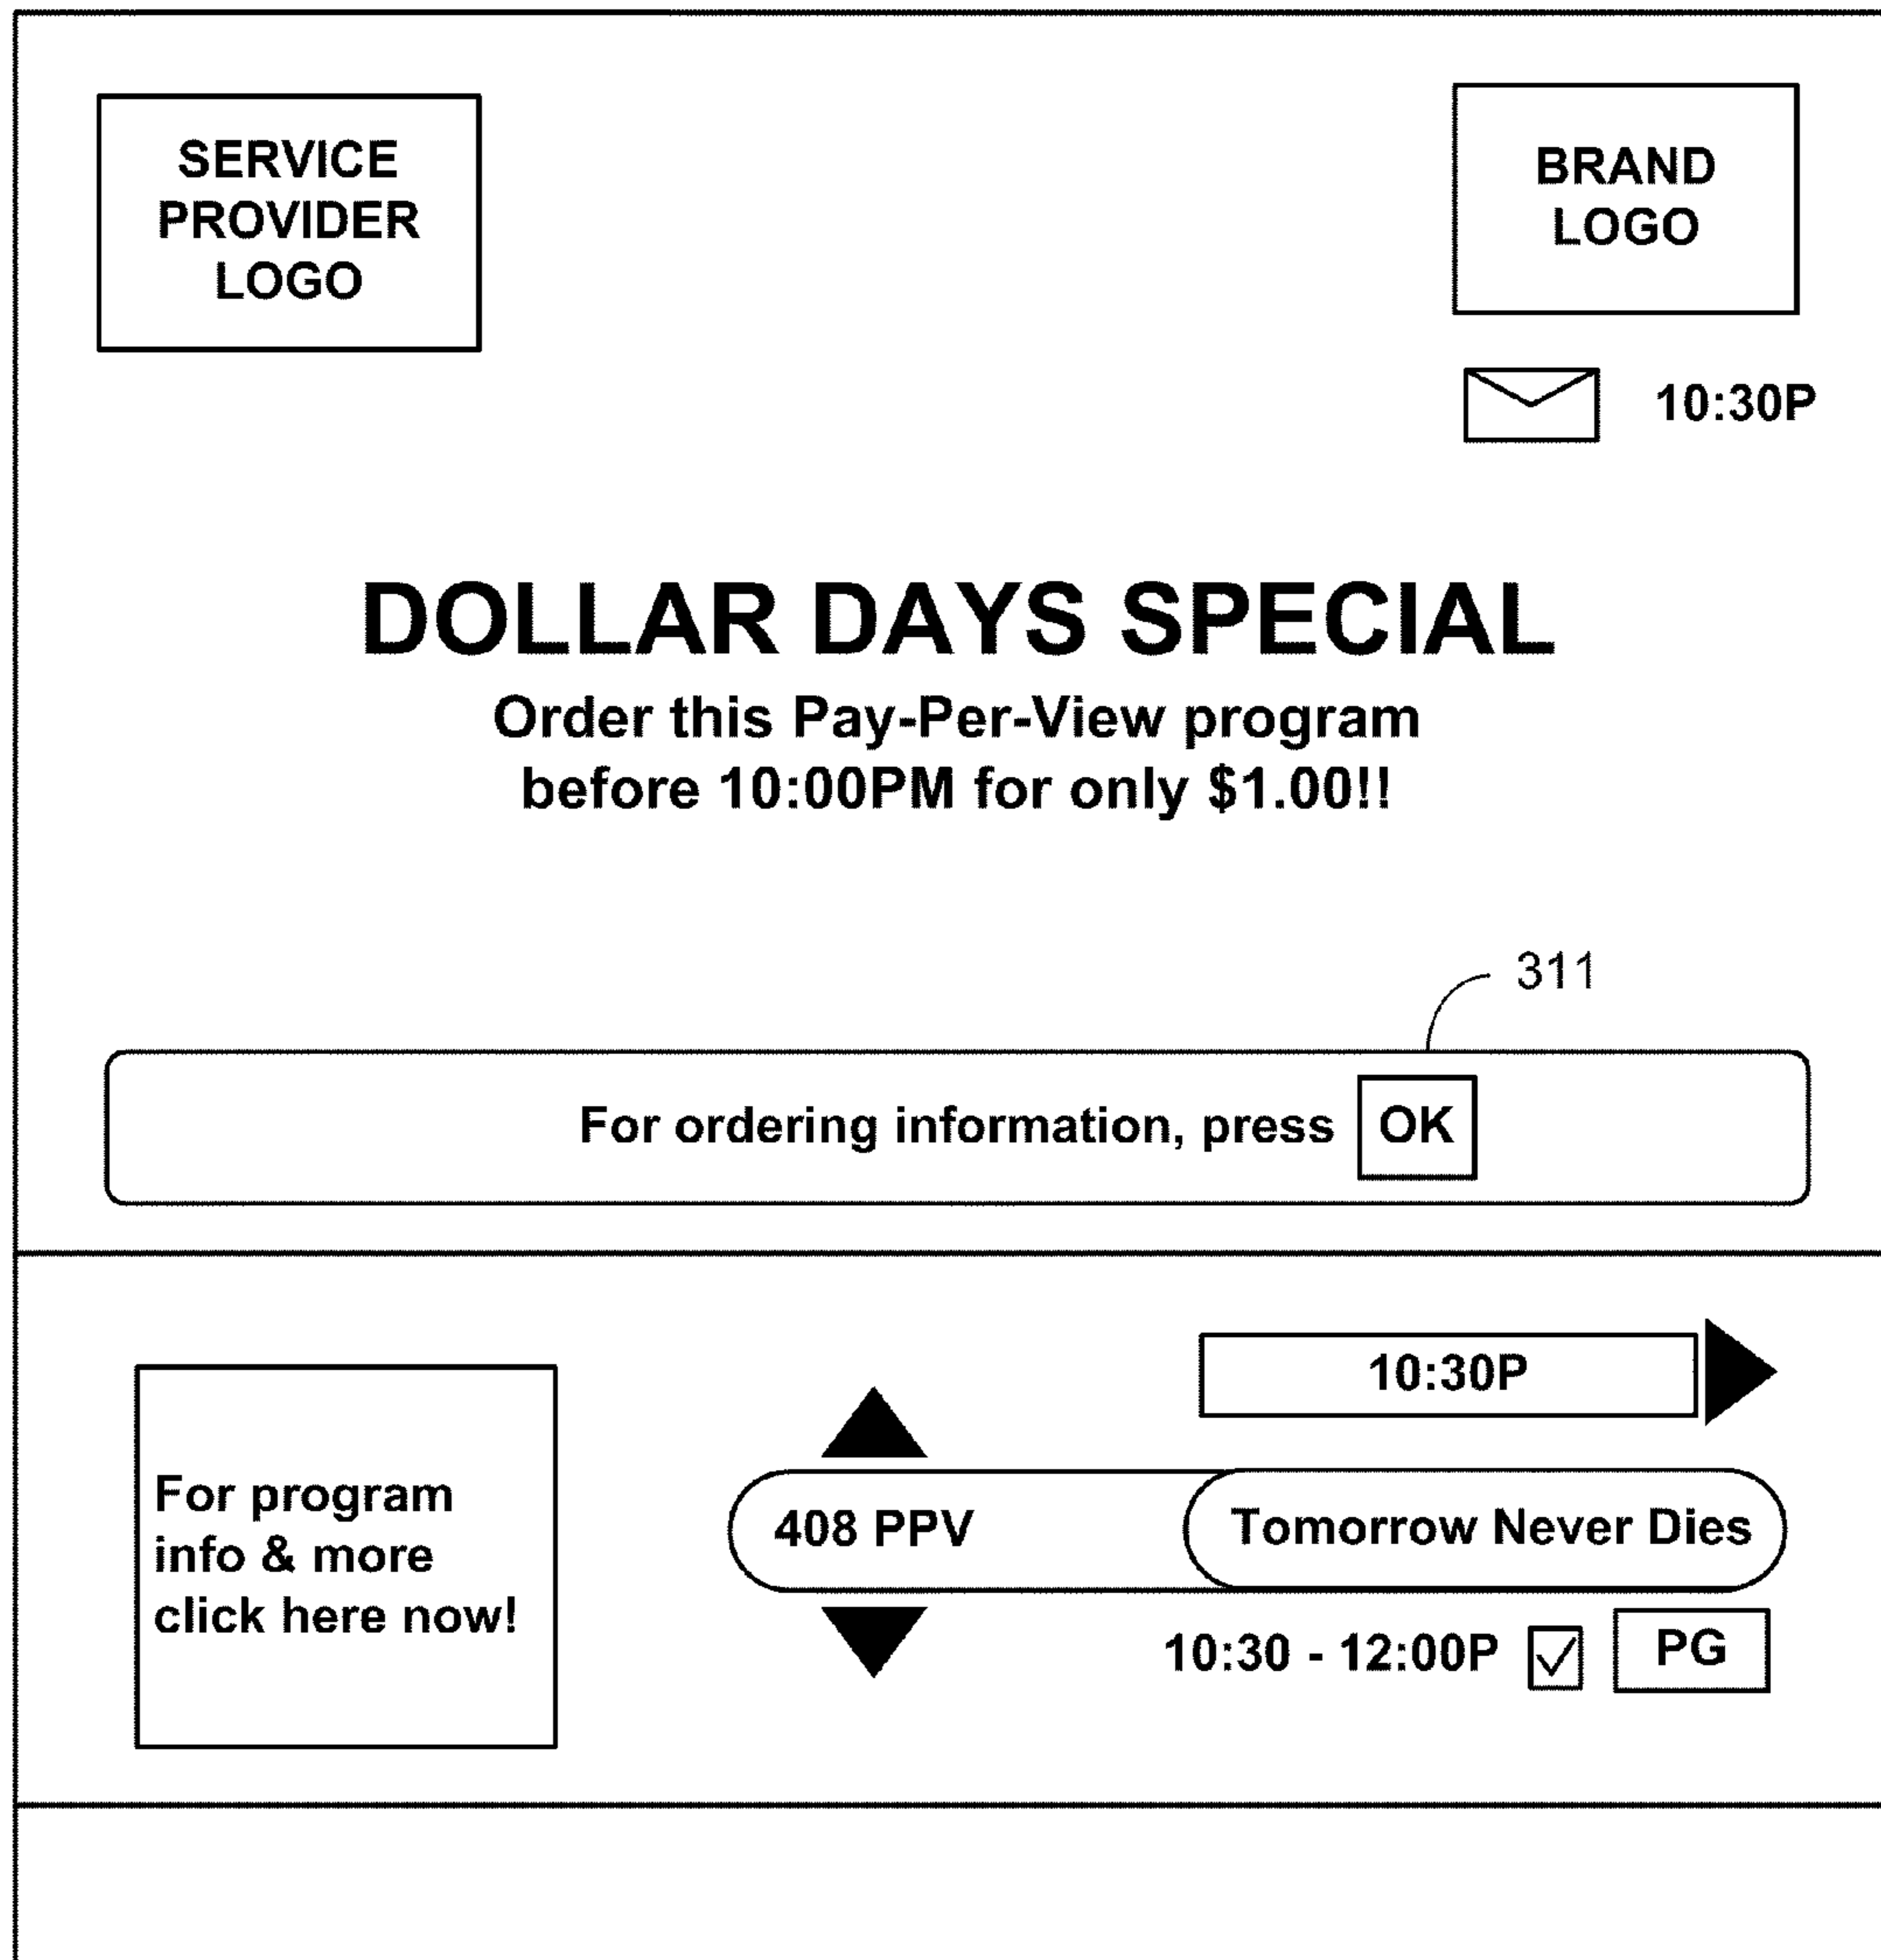 SERVICE
PROVIDER
LOGO
BRAND
LOGO
10:30P
DOLLAR DAYS SPECIAL
Order this Pay-Per-View program
before 10:00PM for only $1.00!!
311
For ordering information, press OK
For program
info & more
click here now!
10:30P
408 PPV Tomorrow Never Dies
10:30 - 12:00P PG